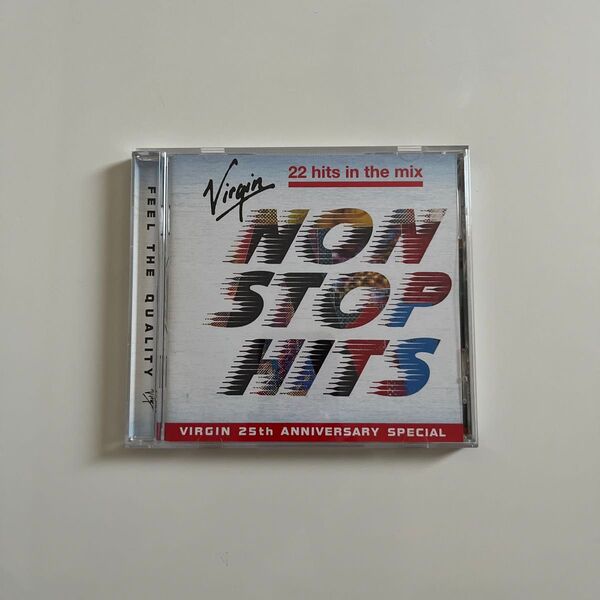 FEEL THE QUALITY
Virgin
22 hits in the mix
NON
STOP
HITS
VIRGIN 25th ANNIVERSARY SPECIAL